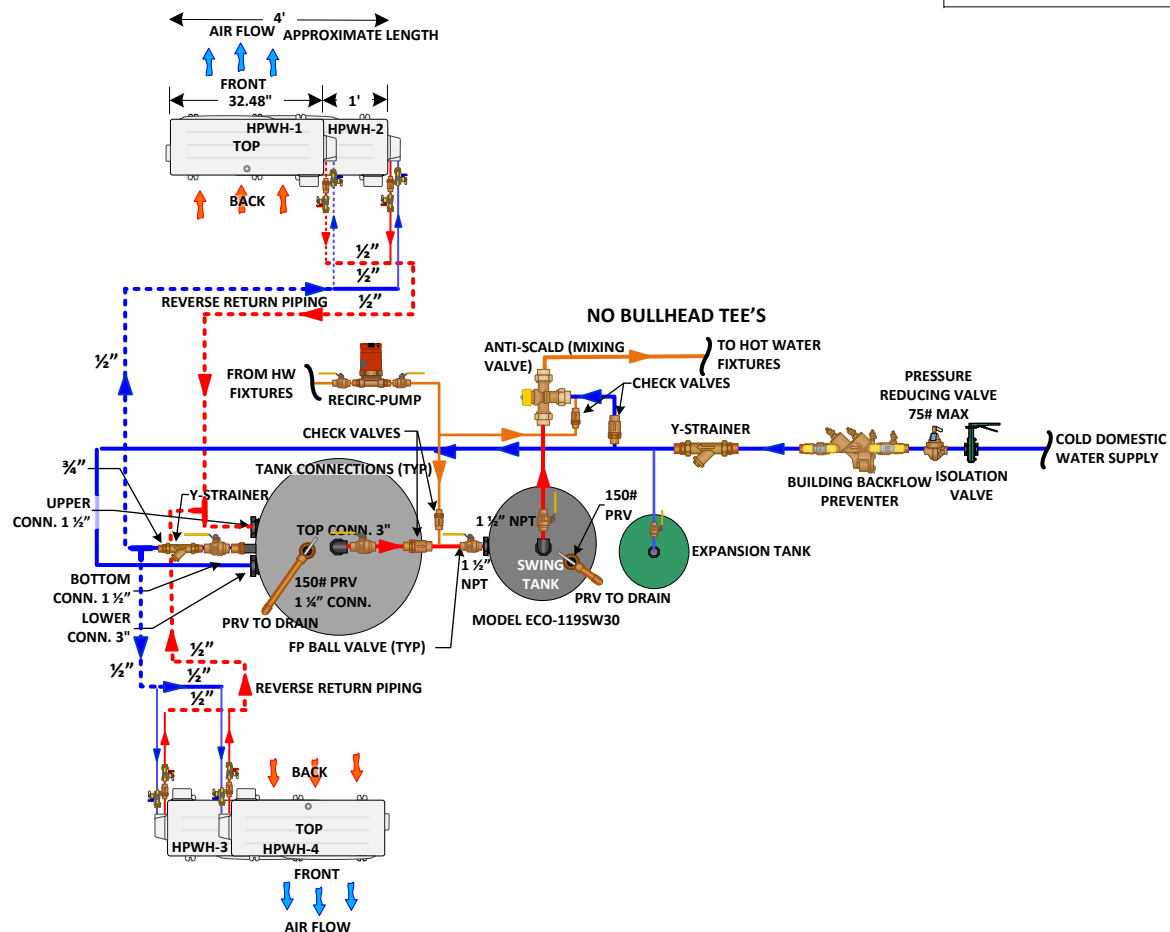 4'
AIR FLOW
APPROXIMATE LENGTH
FRONT
32.48"
1'
HPWH-1
HPWH-2
TOP
BACK
½”
½”
REVERSE RETURN PIPING
½”
½”
NO BULLHEAD TEE’S
ANTI-SCALD (MIXING
VALVE)
TO HOT WATER
FIXTURES
FROM HW
FIXTURES
RECIRC-PUMP
CHECK VALVES
PRESSURE
REDUCING VALVE
75# MAX
CHECK VALVES
Y-STRAINER
COLD DOMESTIC
WATER SUPPLY
ISOLATION
VALVE
BUILDING BACKFLOW
PREVENTER
¾”
TANK CONNECTIONS (TYP)
Y-STRAINER
UPPER
CONN. 1 ½”
150#
PRV
TOP CONN. 3"
1 ½” NPT
1 ½”
NPT
SWING
TANK
EXPANSION TANK
BOTTOM
CONN. 1 ½”
150# PRV
1 ¼” CONN.
PRV TO DRAIN
LOWER
CONN. 3"
PRV TO DRAIN
MODEL ECO-119SW30
FP BALL VALVE (TYP)
½”
½”
½”
½”
REVERSE RETURN PIPING
BACK
TOP
HPWH-3
HPWH-4
FRONT
AIR FLOW